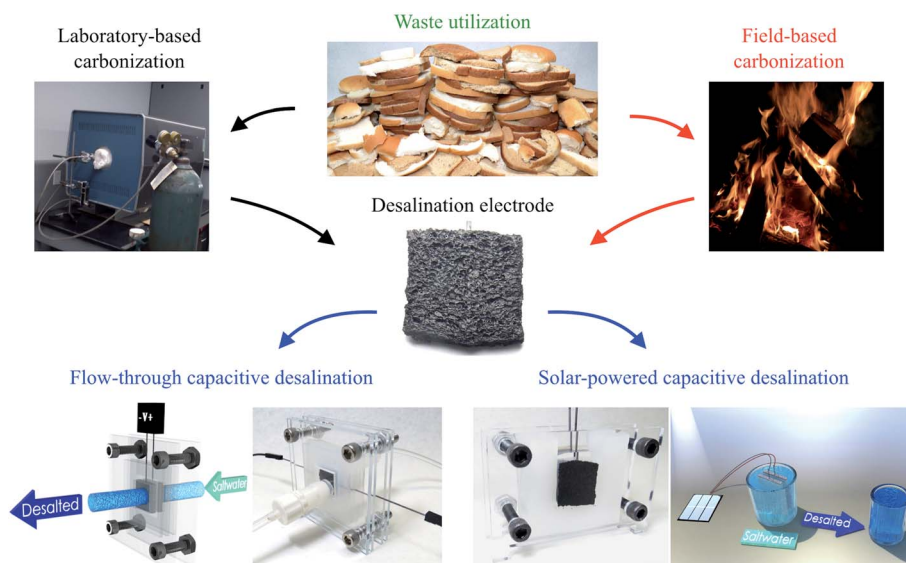 Waste utilization
Laboratory-based
carbonization
Field-based
carbonization
Desalination electrode
Flow-through capacitive desalination
Solar-powered capacitive desalination
-V+
Desalted
Saltwater
Desalted
Saltwater